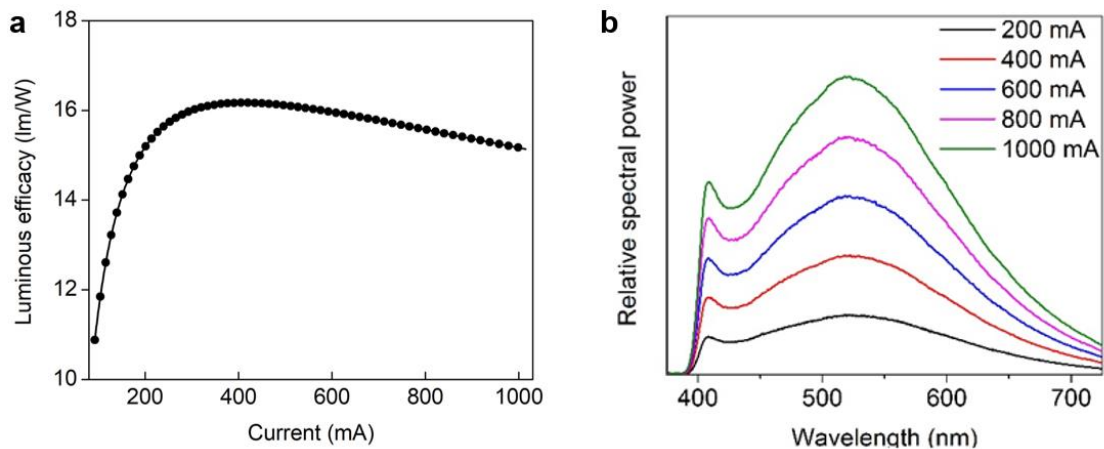 a
18
16
14
12
10
Luminous efficacy (lm/W)
200 400 600 800 1000
Current (mA)
b
200 mA
400 mA
600 mA
800 mA
1000 mA
Relative spectral power
400 500 600 700
Wavelength (nm)